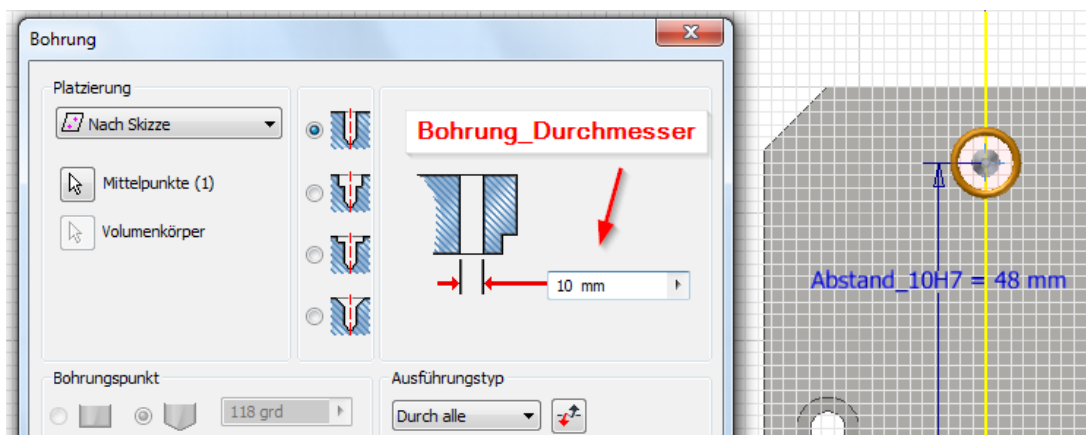 Bohrung
Platzierung
Nach Skizze
Mittelpunkte (1)
Volumenkörper
Bohrung_Durchmesser
10 mm
Abstand_10H7 = 48 mm
Bohrungspunkt
118 grd
Ausführungstyp
Durch alle